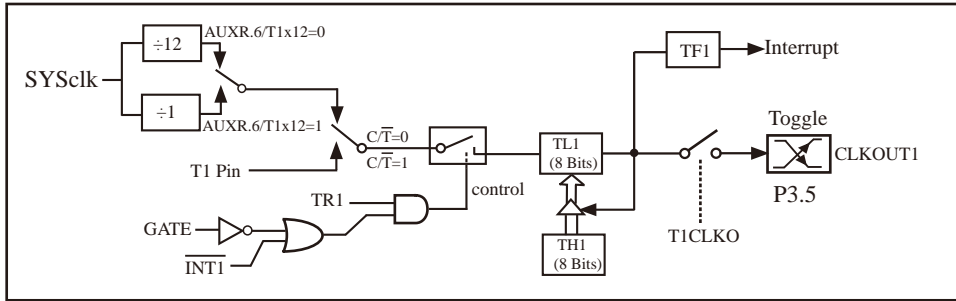 AUXR.6/T1x12=0
÷12
SYSclk
÷1
AUXR.6/T1x12=1
T1 Pin
C/T̅=0
C/T̅=1
TR1
GATE
I̅N̅T̅1̅
control
TL1
(8 Bits)
TH1
(8 Bits)
TF1
Interrupt
T1CLKO
Toggle
CLKOUT1
P3.5